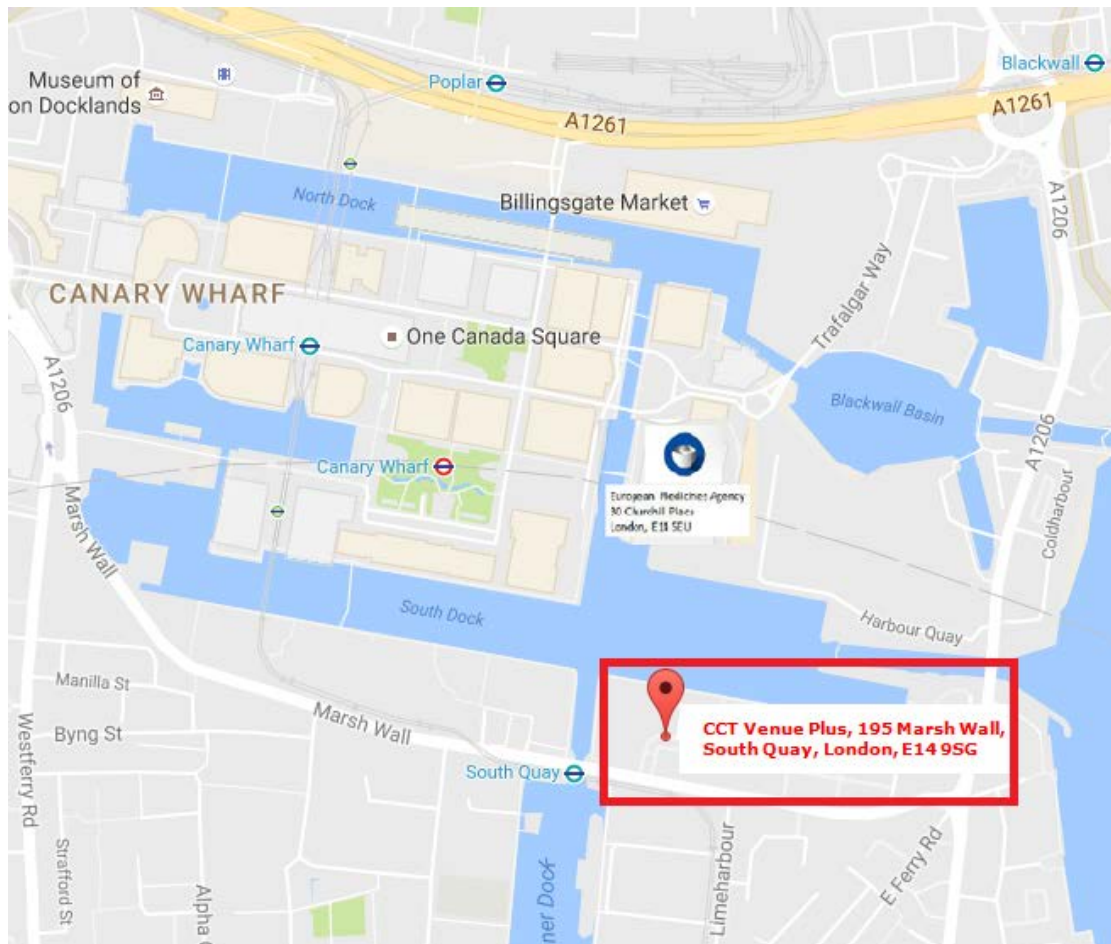 Museum of
on Docklands
Poplar
Blackwall
A1261
A1261
North Dock
Billingsgate Market
A1206
CANARY WHARF
One Canada Square
Canary Wharf
Trafalgar Way
A1206
Blackwall Basin
A1206
Canary Wharf
European Medicines Agency
30 Churchill Place
London, E14 5EU
Coldharbour
Marsh Wall
South Dock
Harbour Quay
Manilla St
Byng St
Marsh Wall
CCT Venue Plus, 195 Marsh Wall,
South Quay, London, E14 9SG
South Quay
Westferry Rd
Strafford St
Alpha
Limeharbour
E Ferry Rd
ner Dock